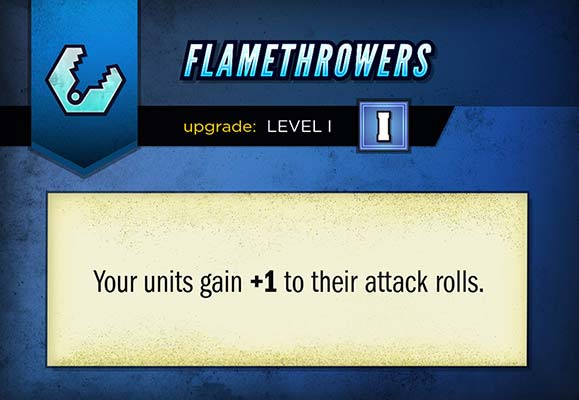 FLAMETHROWERS
upgrade: LEVEL I I
Your units gain +1 to their attack rolls.